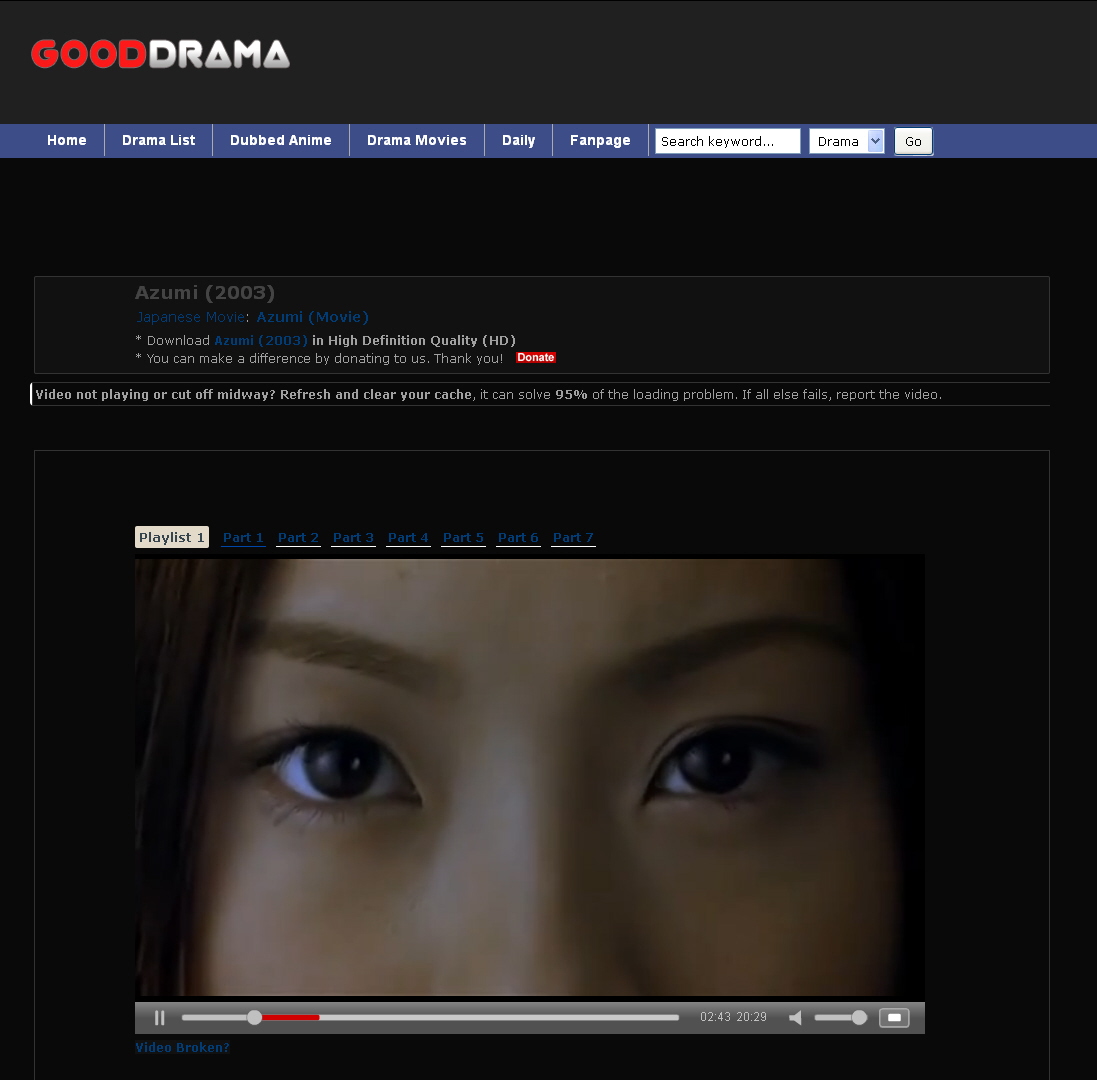 GOODDRAMA
Home Drama List Dubbed Anime Drama Movies Daily Fanpage Search keyword... Drama Go
Azumi (2003)
Japanese Movie: Azumi (Movie)
* Download Azumi (2003) in High Definition Quality (HD)
* You can make a difference by donating to us. Thank you! Donate
Video not playing or cut off midway? Refresh and clear your cache, it can solve 95% of the loading problem. If all else fails, report the video.
Playlist 1 Part 1 Part 2 Part 3 Part 4 Part 5 Part 6 Part 7
02:43 20:29
Video Broken?